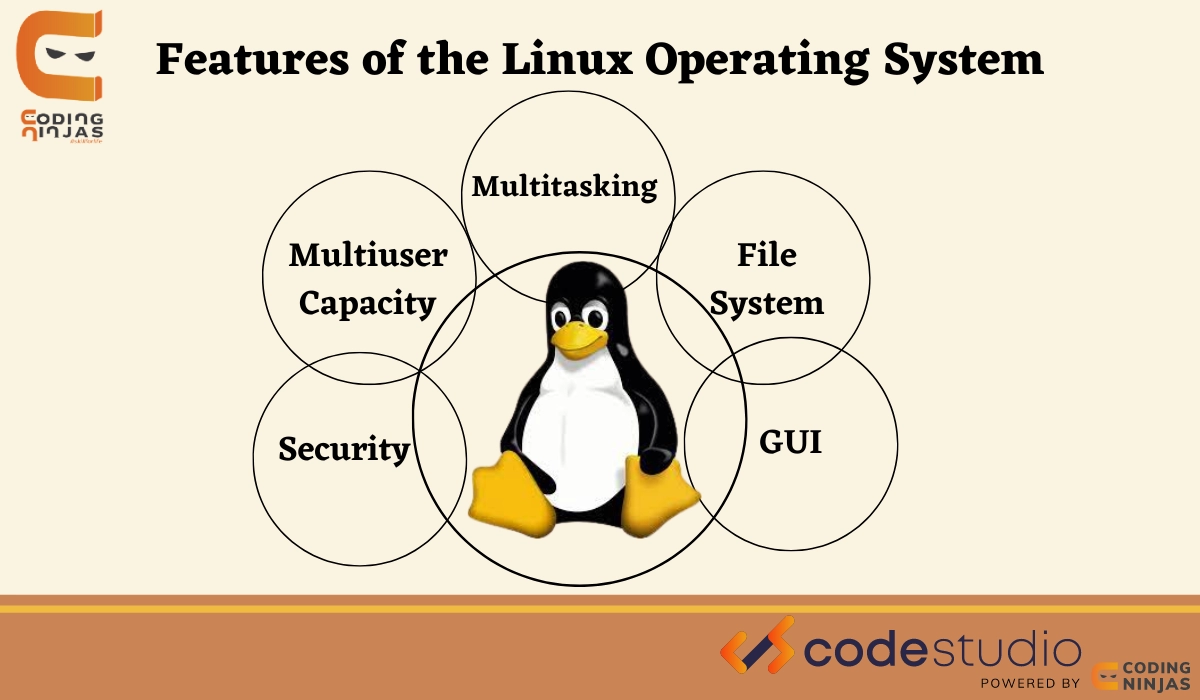 Features of the Linux Operating System
CODING
NINJAS
Multitasking
Multiuser
Capacity
File
System
Security
GUI
codestudio
POWERED BY
CODING
NINJAS